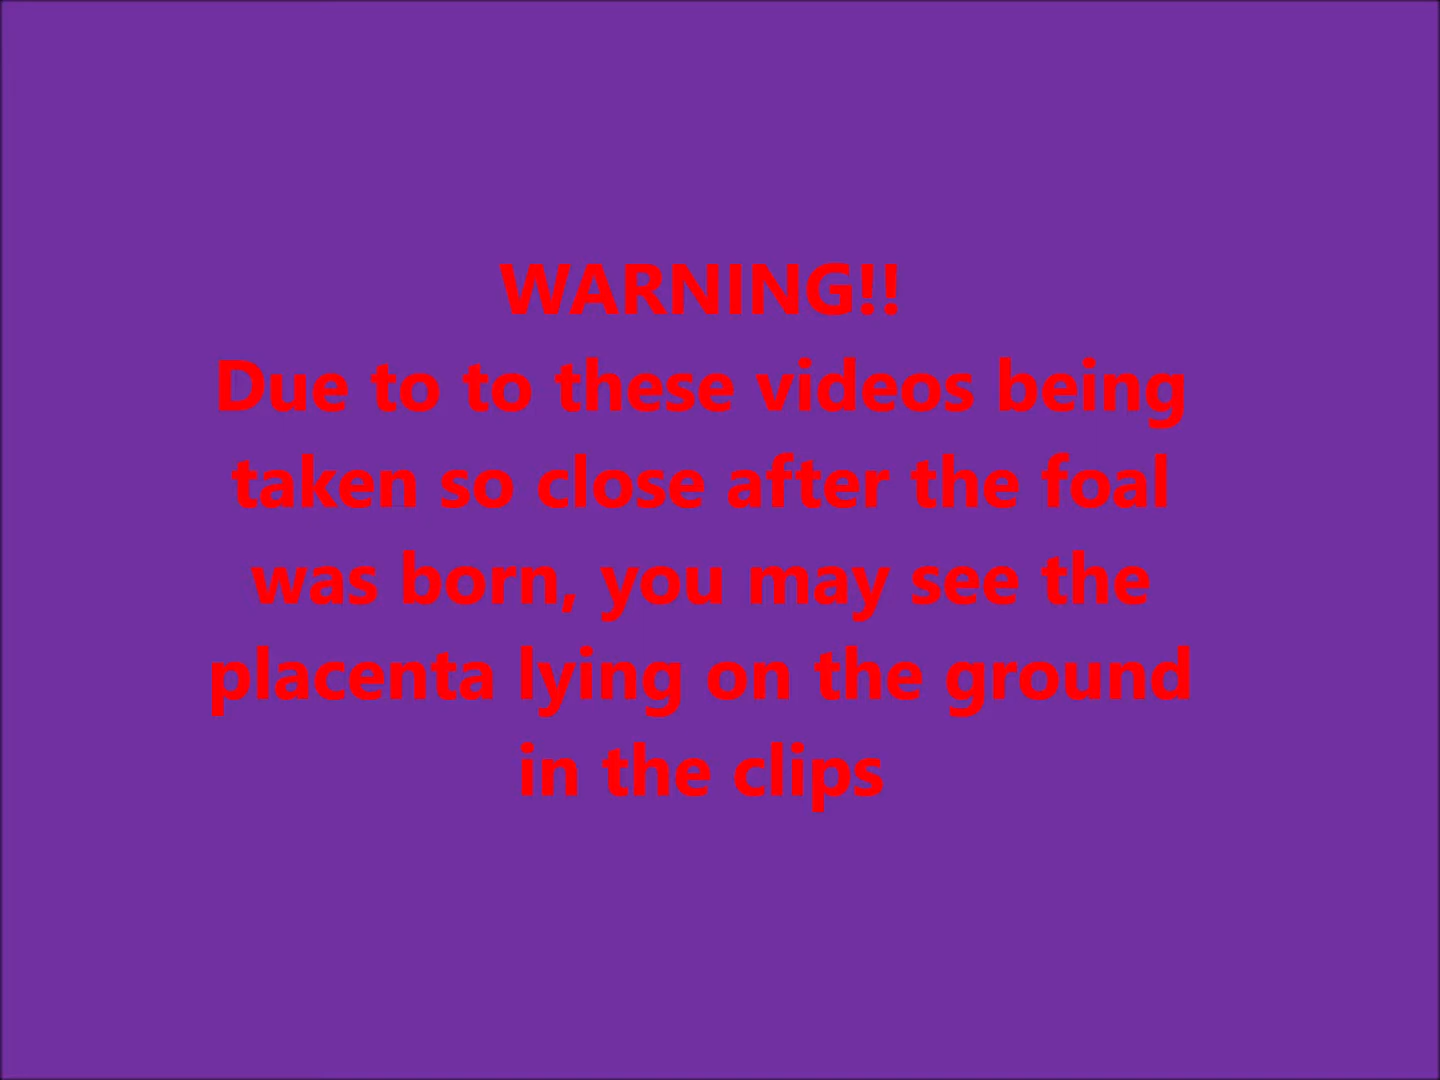 WARNING!!
Due to to these videos being
taken so close after the foal
was born, you may see the
placenta lying on the ground
in the clips